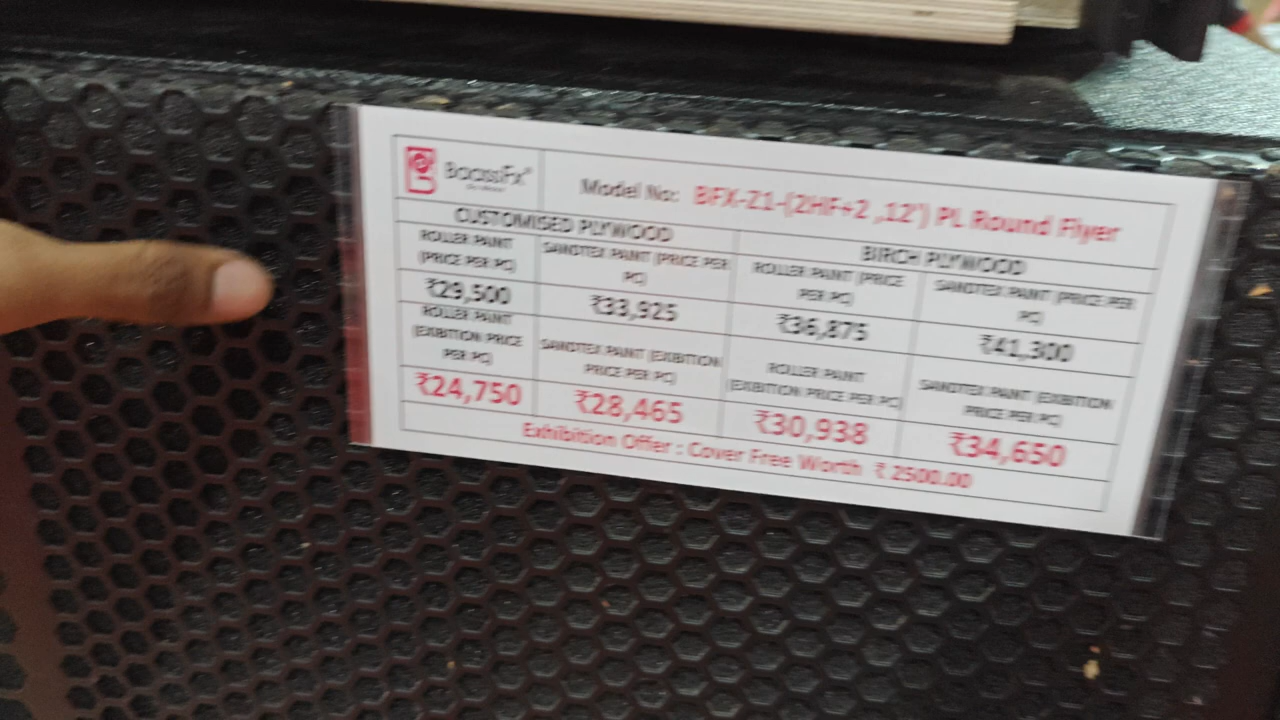 BaassFx®
Model No: BFX-Z1-(2HF+2 ,12') PL Round Flyer
CUSTOMISED PLYWOOD
BIRCH PLYWOOD
ROLLER PAINT
(PRICE PER PC)
SANDTEX PAINT (PRICE PER
PC)
ROLLER PAINT (PRICE
PER PC)
SANDTEX PAINT (PRICE PER
PC)
₹29,500
₹33,925
₹36,875
₹41,300
ROLLER PAINT
(EXIBITION PRICE
PER PC)
SANDTEX PAINT (EXIBITION
PRICE PER PC)
ROLLER PAINT
(EXIBITION PRICE PER PC)
SANDTEX PAINT (EXIBITION
PRICE PER PC)
₹24,750
₹28,465
₹30,938
₹34,650
Exhibition Offer : Cover Free Worth ₹ 2500.00